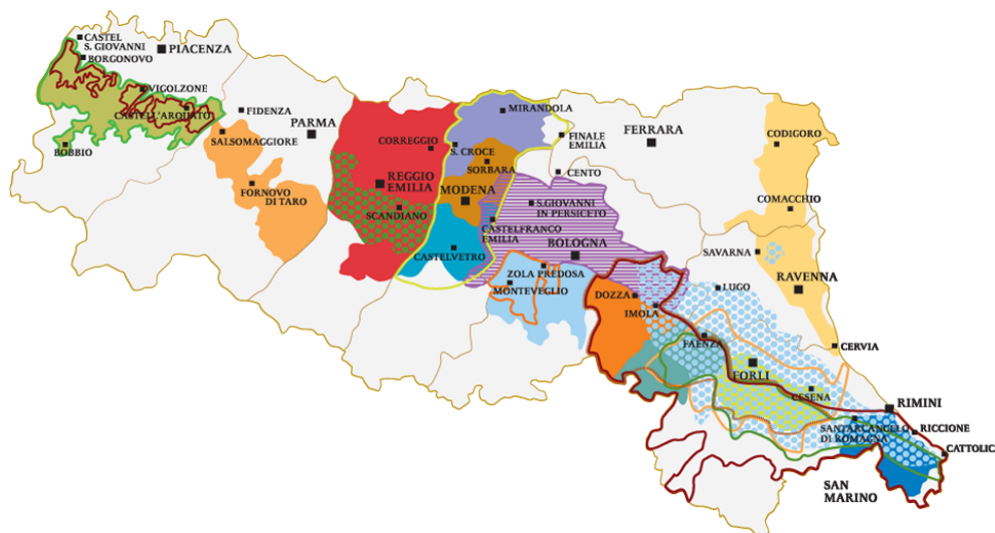 CASTEL
S. GIOVANNI
PIACENZA
BORGONOVO
VIGOLZONE
CASTELL'ARQUATO
BOBBIO
FIDENZA
PARMA
SALSOMAGGIORE
FORNOVO
DI TARO
CORREGGIO
REGGIO
EMILIA
SCANDIANO
MIRANDOLA
S. CROCE
SORBARA
MODENA
FINALE
EMILIA
CENTO
FERRARA
CODIGORO
COMACCHIO
S.GIOVANNI
IN PERSICETO
CASTELFRANCO
EMILIA
BOLOGNA
CASTELVETRO
ZOLA PREDOSA
MONTEVEGLIO
SAVARNA
RAVENNA
DOZZA
LUGO
IMOLA
FAENZA
CERVIA
FORLI
CESENA
RIMINI
SANTARCANGELO
DI ROMAGNA
RICCIONE
CATTOLIC
SAN
MARINO